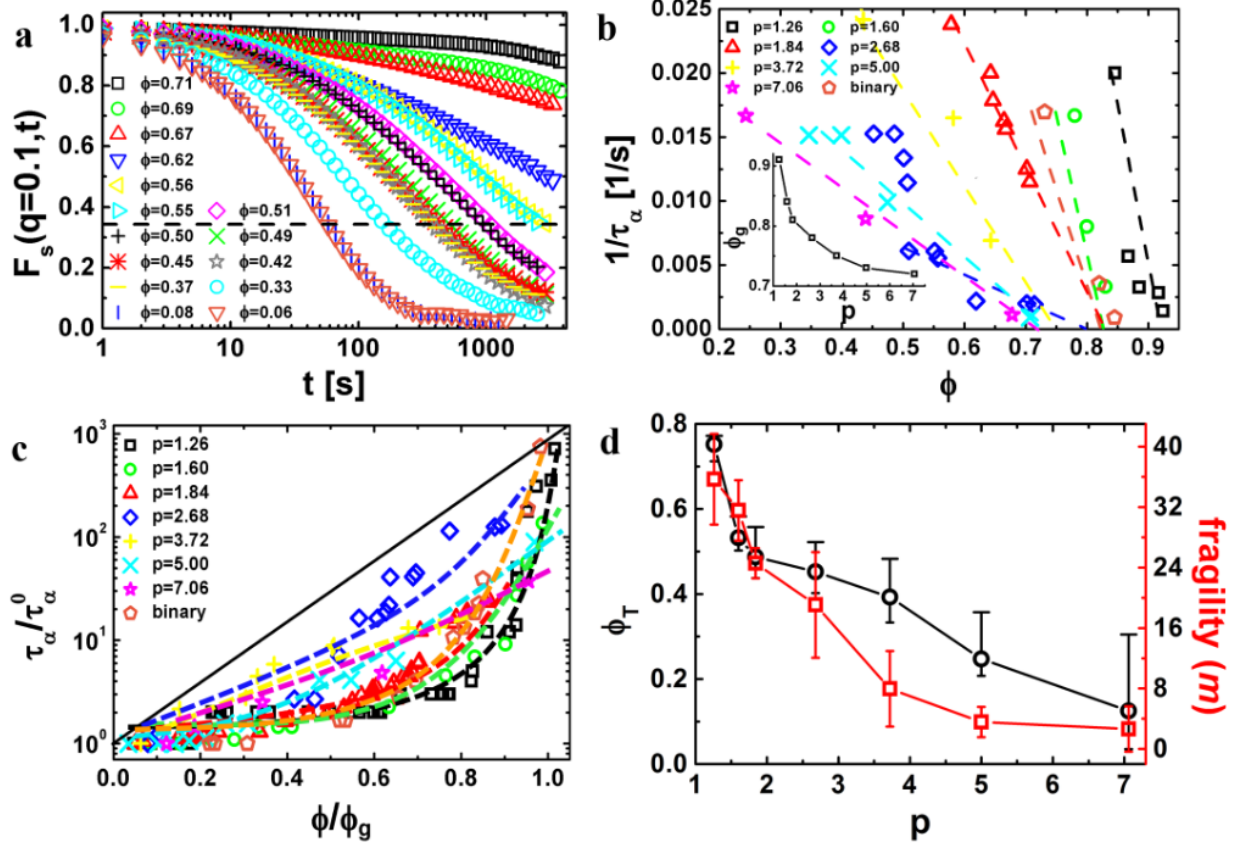 a
F_s(q=0.1,t)
1.0
0.8
0.6
0.4
0.2
0.0
ϕ=0.71
ϕ=0.69
ϕ=0.67
ϕ=0.62
ϕ=0.56
ϕ=0.55 ϕ=0.51
ϕ=0.50 ϕ=0.49
ϕ=0.45 ϕ=0.42
ϕ=0.37 ϕ=0.33
ϕ=0.08 ϕ=0.06
1 10 100 1000
t [s]
b
1/τ_α [1/s]
0.025
0.020
0.015
0.010
0.005
0.000
p=1.26 p=1.60
p=1.84 p=2.68
p=3.72 p=5.00
p=7.06 binary
ϕ_g
0.9
0.8
0.7
1 2 3 4 5 6 7
p
0.2 0.3 0.4 0.5 0.6 0.7 0.8 0.9
ϕ
c
τ_α/τ_α^0
10^3
10^2
10^1
10^0
p=1.26
p=1.60
p=1.84
p=2.68
p=3.72
p=5.00
p=7.06
binary
0.0 0.2 0.4 0.6 0.8 1.0
ϕ/ϕ_g
d
ϕ_T
0.8
0.6
0.4
0.2
0.0
40
32
24
16
8
0
fragility (m)
1 2 3 4 5 6 7
p